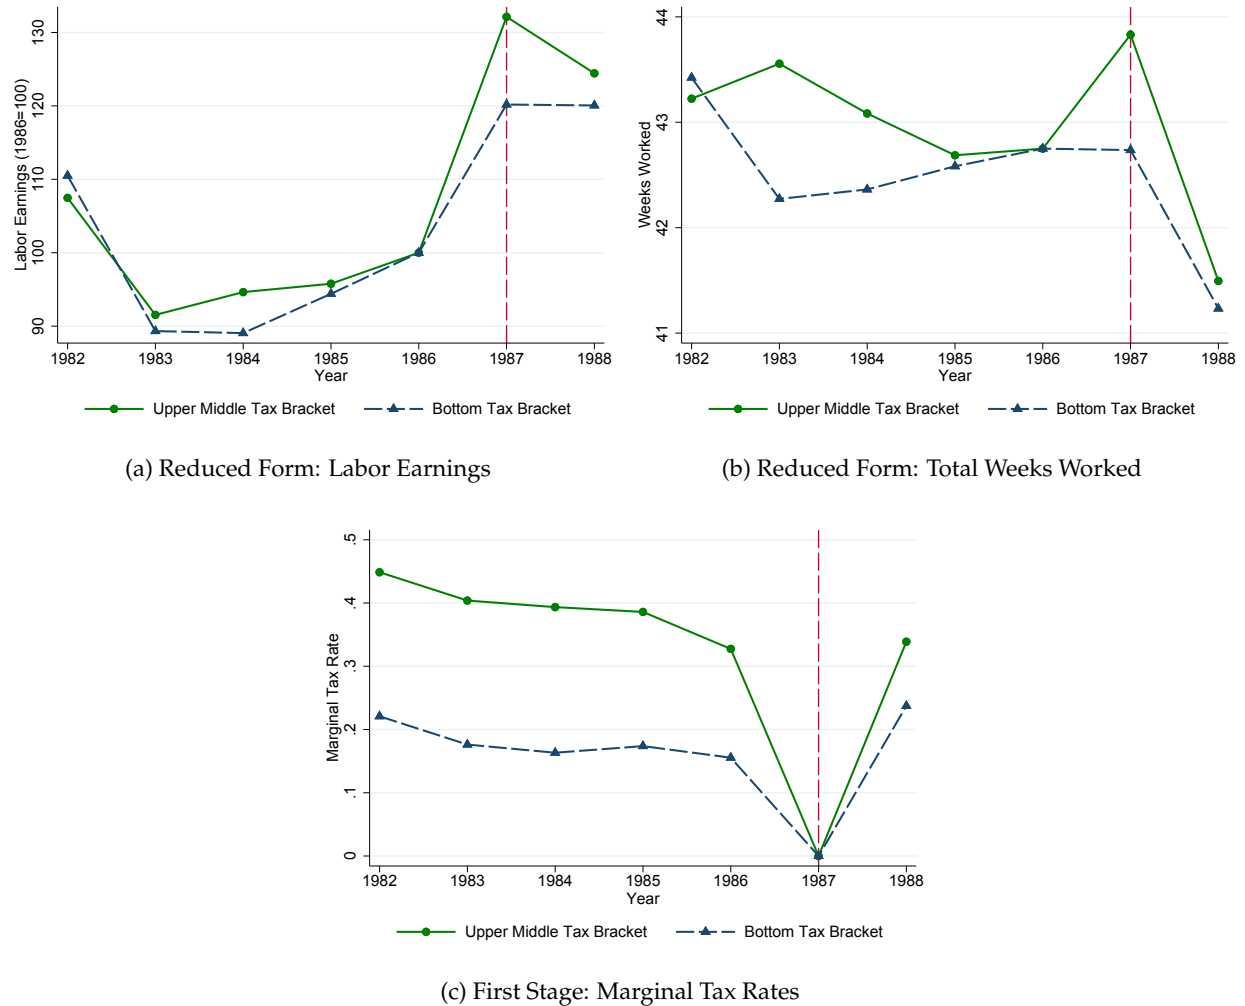 Labor Earnings (1986=100)
130
120
110
100
90
1982 1983 1984 1985 1986 1987 1988
Year
Upper Middle Tax Bracket Bottom Tax Bracket
(a) Reduced Form: Labor Earnings
Weeks Worked
44
43
42
41
1982 1983 1984 1985 1986 1987 1988
Year
Upper Middle Tax Bracket Bottom Tax Bracket
(b) Reduced Form: Total Weeks Worked
Marginal Tax Rate
.5
.4
.3
.2
.1
0
1982 1983 1984 1985 1986 1987 1988
Year
Upper Middle Tax Bracket Bottom Tax Bracket
(c) First Stage: Marginal Tax Rates